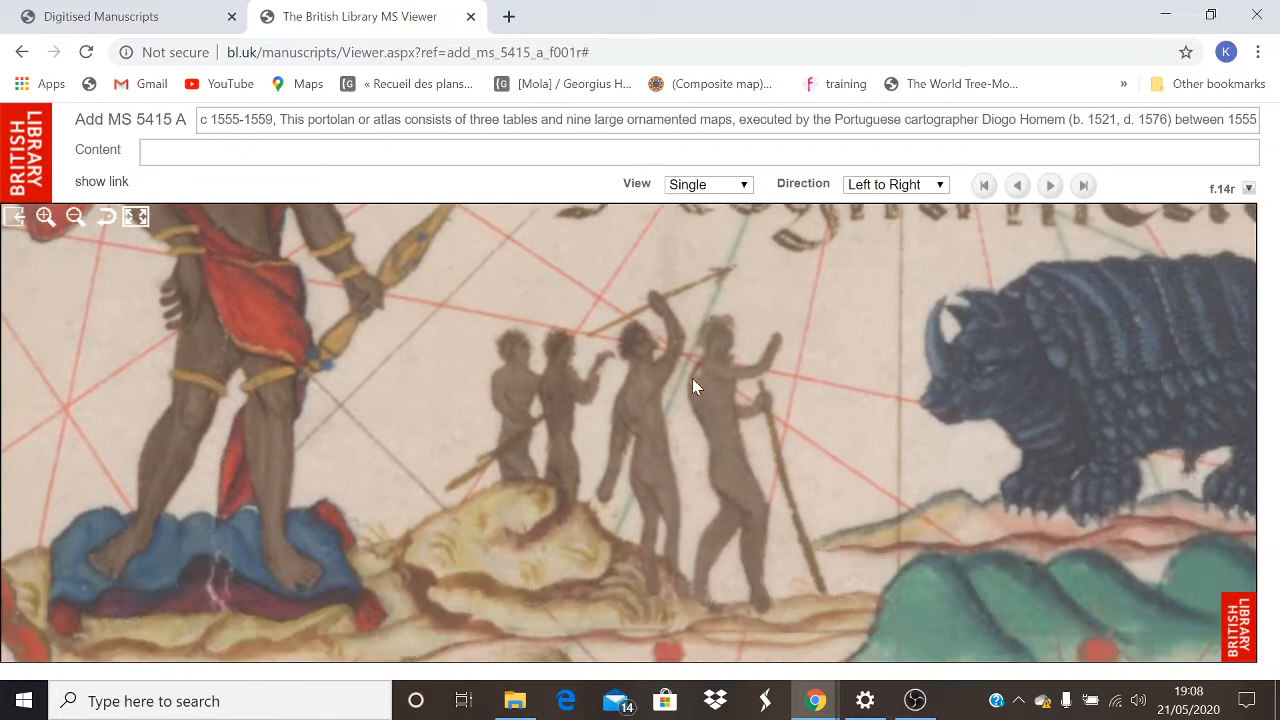 Digitised Manuscripts
The British Library MS Viewer
Not secure
bl.uk/manuscripts/Viewer.aspx?ref=add_ms_5415_a_f001r#
K
Apps
Gmail
YouTube
Maps
« Recueil des plans...
[Mola] / Georgius H...
(Composite map)...
training
The World Tree-Mo...
»
Other bookmarks
LIBRARY
BRITISH
Add MS 5415 A
c 1555-1559, This portolan or atlas consists of three tables and nine large ornamented maps, executed by the Portuguese cartographer Diogo Homem (b. 1521, d. 1576) between 1555
Content
show link
View
Single
Direction
Left to Right
f.14r
LIBRARY
BRITISH
Type here to search
14
19:08
21/05/2020